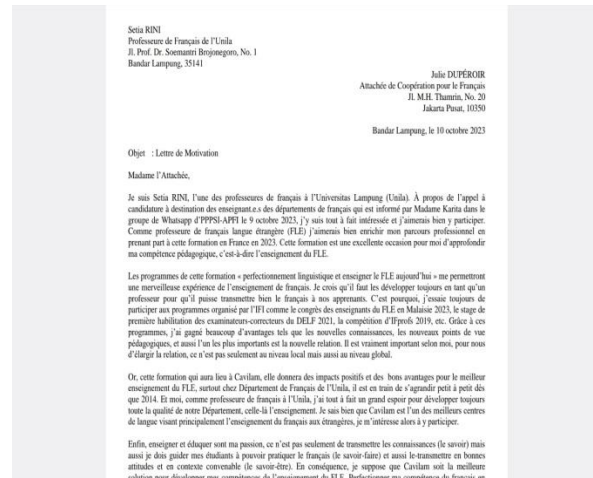 Setia RINI
Professeure de Français de l'Unila
Jl. Prof. Dr. Soemantri Brojonegoro, No. 1
Bandar Lampung, 35141
Julie DUPÉROIR
Attachée de Coopération pour le Français
Jl. M.H. Thamrin, No. 20
Jakarta Pusat, 10350
Bandar Lampung, le 10 octobre 2023
Objet : Lettre de Motivation
Madame l'Attachée,
Je suis Setia RINI, l'une des professeures de français à l'Universitas Lampung (Unila). À propos de l'appel à
candidature à destination des enseignant.e.s des départements de français qui est informé par Madame Karita dans le
groupe de Whatsapp d'PPPSI-APFI le 9 octobre 2023, j'y suis tout à fait intéressée et j'aimerais bien y participer.
Comme professeure de français langue étrangère (FLE) j'aimerais bien enrichir mon parcours professionnel en
prenant part à cette formation en France en 2023. Cette formation est une excellente occasion pour moi d'approfondir
ma compétence pédagogique, c'est-à-dire l'enseignement du FLE.
Les programmes de cette formation « perfectionnement linguistique et enseigner le FLE aujourd'hui » me permettront
une merveilleuse expérience de l'enseignement de français. Je crois qu'il faut les développer toujours en tant qu'un
professeur pour qu'il puisse transmettre bien le français à nos apprenants. C'est pourquoi, j'essaie toujours de
participer aux programmes organisé par l'IFI comme le congrès des enseignants du FLE en Malaisie 2023, le stage de
première habilitation des examinateurs-correcteurs du DELF 2021, la compétition d'IFprofs 2019, etc. Grâce à ces
programmes, j'ai gagné beaucoup d'avantages tels que les nouvelles connaissances, les nouveaux points de vue
pédagogiques, et aussi l'un des plus importants est la nouvelle relation. Il est vraiment important selon moi, pour
d'élargir la relation, ce n'est pas seulement au niveau local mais aussi au niveau global.
Or, cette formation qui aura lieu à Cavilam, elle donnera des impacts positifs et des bons avantages pour le meilleur
enseignement du FLE, surtout chez Département de Français de l'Unila, il est en train de s'agrandir petit à petit dès
que 2014. Et moi, comme professeure de français à l'Unila, j'ai tout à fait un grand espoir pour développer toujours
toute la qualité de notre Département, celle-là l'enseignement. Je sais bien que Cavilam est l'un des meilleurs centres
de langue visant principalement l'enseignement du français aux étrangères, je m'intéresse alors à y participer.
Enfin, enseigner et éduquer sont ma passion, ce n'est pas seulement de transmettre les connaissances (le savoir) mais
aussi je dois guider mes étudiants à pouvoir pratiquer le français (le savoir-faire) et aussi le-transmettre en bonnes
attitudes et en contexte convenable (le savoir-être). En conséquence, je suppose que Cavilam soit la meilleure
solution pour développer mes compétences de l'enseignement du FLE. Perfectionner ma compétence du français en